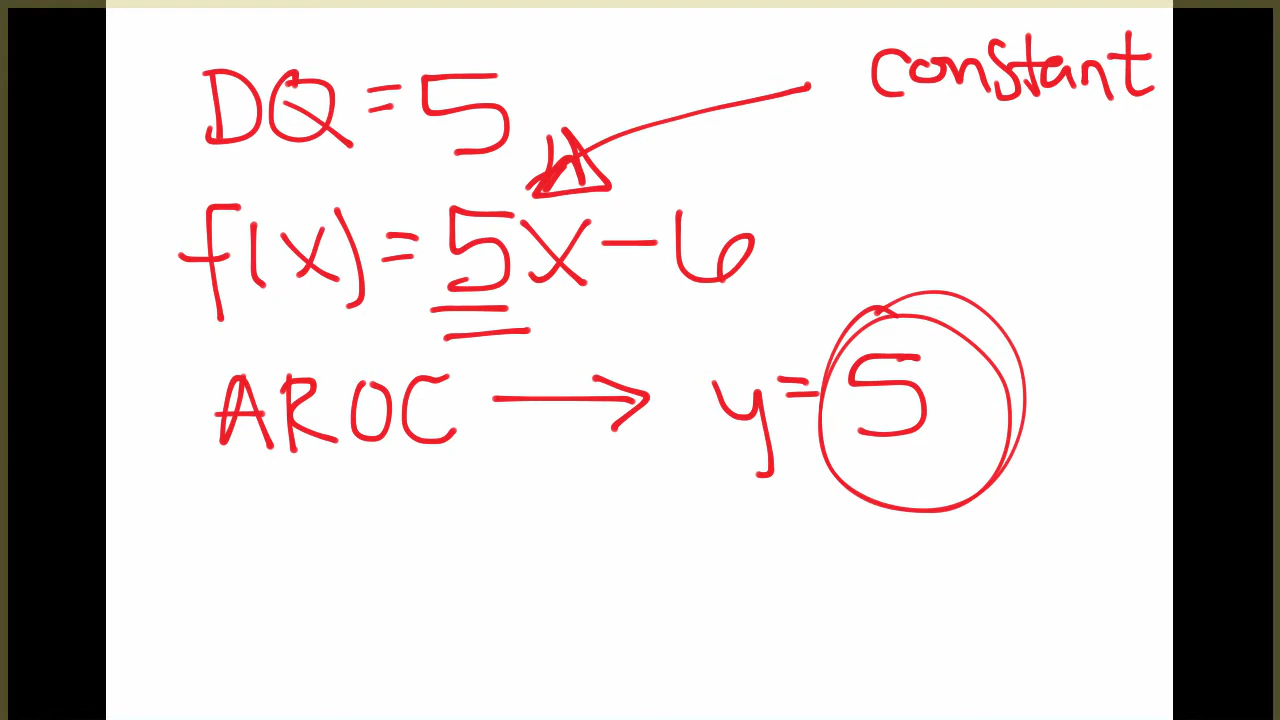 constant
DQ = 5
f(x) = 5x - 6
AROC → y = 5